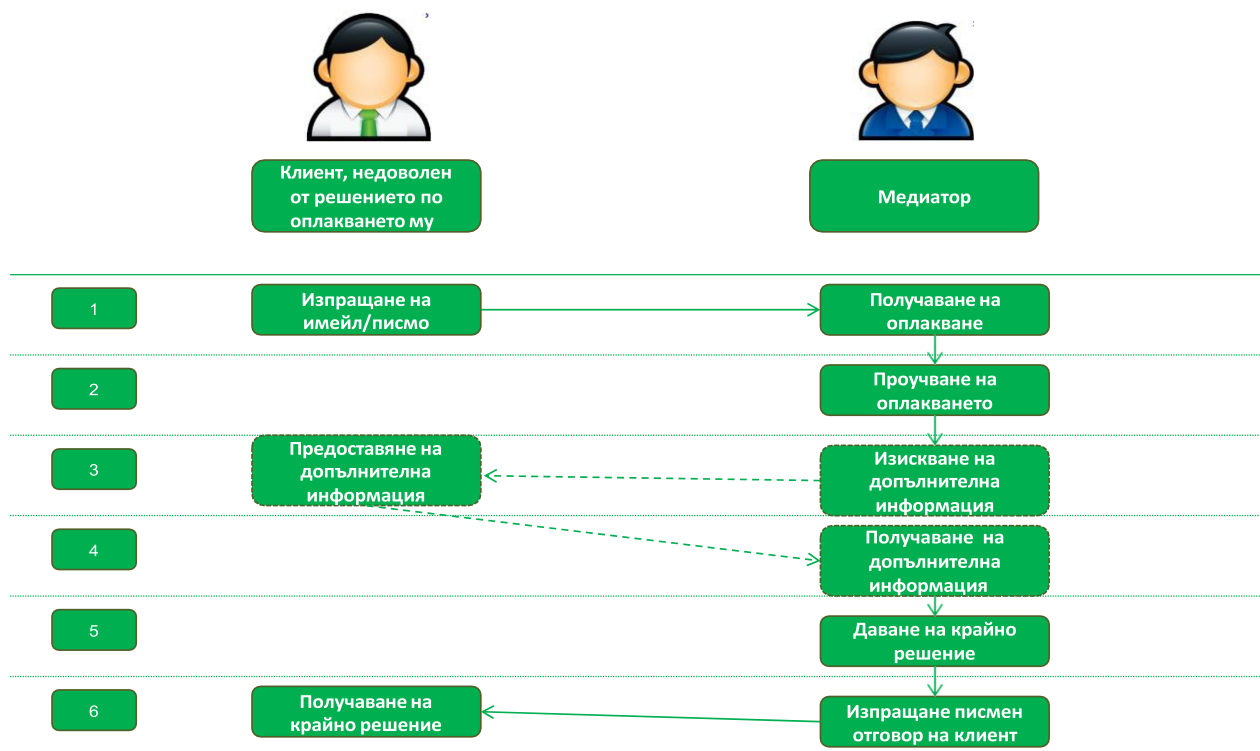 Клиент, недоволен
от решението по
оплакването му
Медиатор
1
Изпращане на
имейл/писмо
Получаване на
оплакване
2
Проучване на
оплакването
3
Предоставяне на
допълнителна
информация
Изискване на
допълнителна
информация
4
Получаване на
допълнителна
информация
5
Даване на крайно
решение
6
Получаване на
крайно решение
Изпращане писмен
отговор на клиент